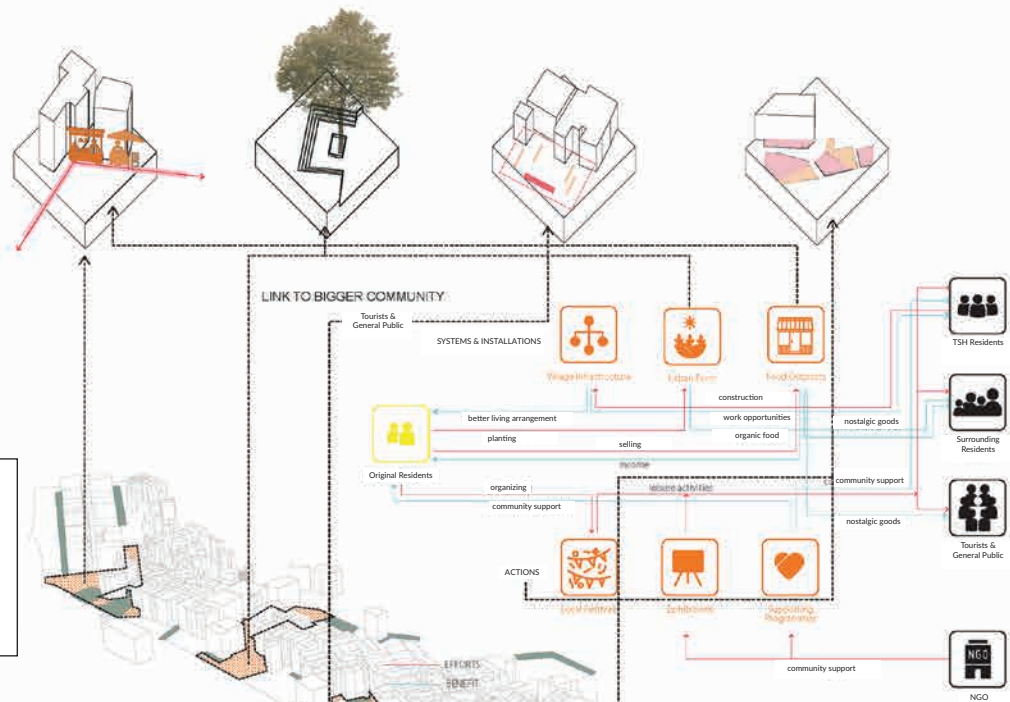 LINK TO BIGGER COMMUNITY
Tourists &
General Public
SYSTEMS & INSTALLATIONS
Village Infrastructure
Urban Farm
Food Outposts
TSH Residents
construction
better living arrangement
work opportunities
nostalgic goods
planting
organic food
selling
Surrounding
Residents
Original Residents
income
community support
organizing
leisure activities
community support
nostalgic goods
Tourists &
General Public
ACTIONS
Local Festivals
Exhibitions
Supporting
Programmes
NGO
EFFORTS
community support
BENEFIT
NGO